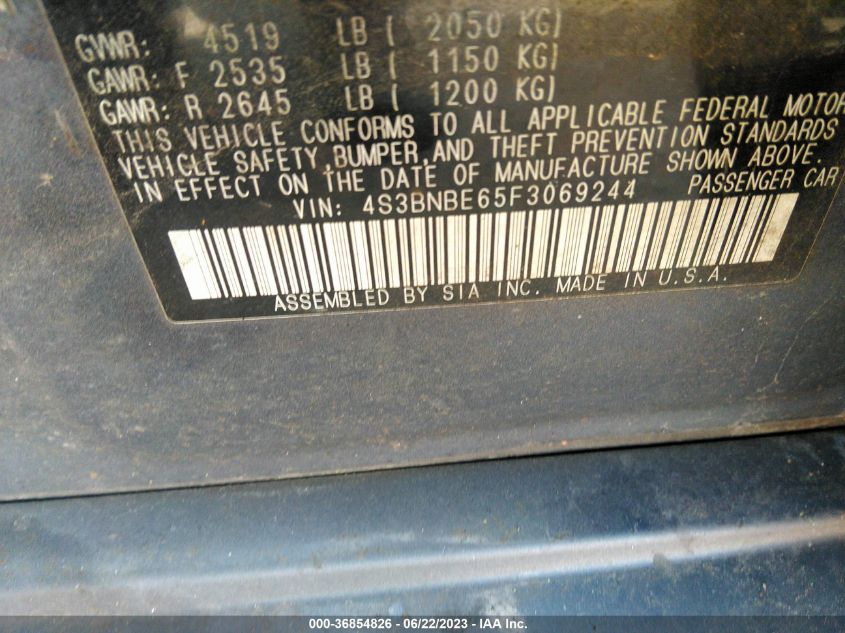 GVWR: 4519 LB ( 2050 KG)
GAWR: F 2535 LB ( 1150 KG)
GAWR: R 2645 LB ( 1200 KG)
THIS VEHICLE CONFORMS TO ALL APPLICABLE FEDERAL MOTOR
VEHICLE SAFETY,BUMPER,AND THEFT PREVENTION STANDARDS
IN EFFECT ON THE DATE OF MANUFACTURE SHOWN ABOVE.
VIN: 4S3BNBE65F3069244 PASSENGER CAR
ASSEMBLED BY SIA INC. MADE IN U.S.A.
000-36854826 - 06/22/2023 - IAA Inc.